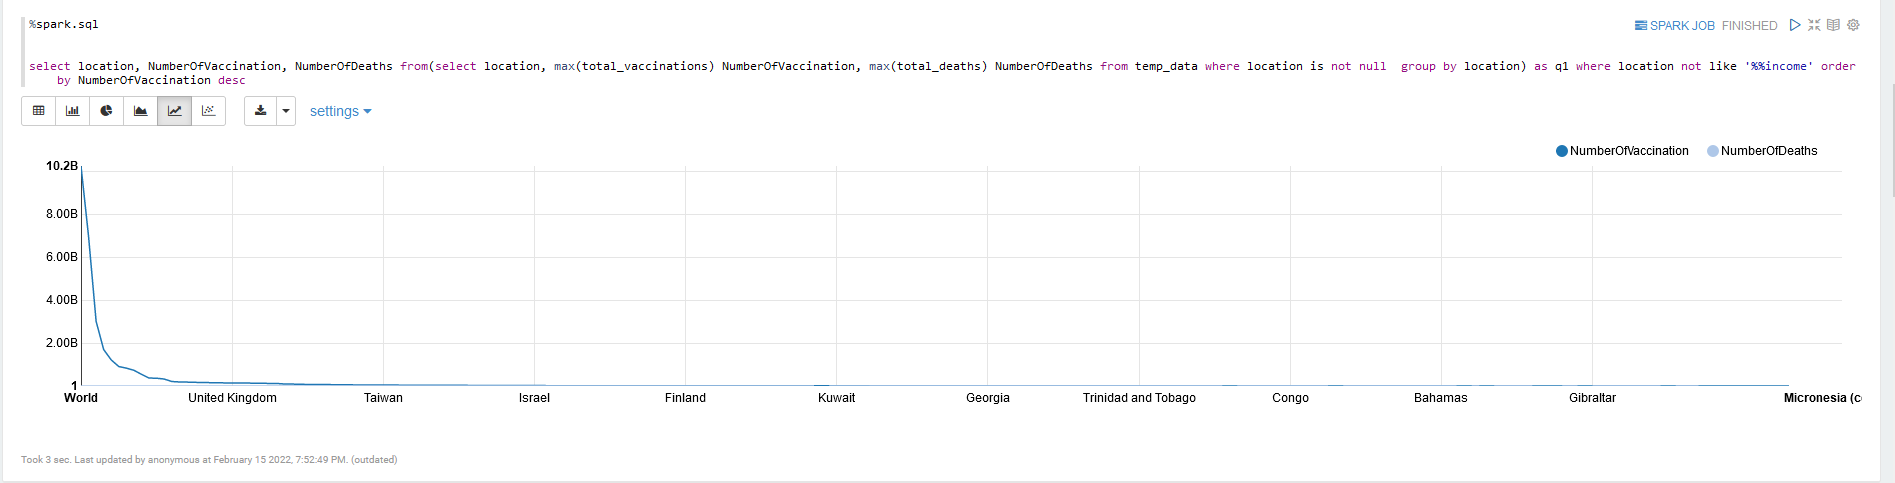 %spark.sql
SPARK JOB FINISHED
select location, NumberOfVaccination, NumberOfDeaths from(select location, max(total_vaccinations) NumberOfVaccination, max(total_deaths) NumberOfDeaths from temp_data where location is not null  group by location) as q1 where location not like '%%income' order
by NumberOfVaccination desc
settings
NumberOfVaccination NumberOfDeaths
10.2B
8.00B
6.00B
4.00B
2.00B
1
World United Kingdom Taiwan Israel Finland Kuwait Georgia Trinidad and Tobago Congo Bahamas Gibraltar Micronesia (c
Took 3 sec. Last updated by anonymous at February 15 2022, 7:52:49 PM. (outdated)